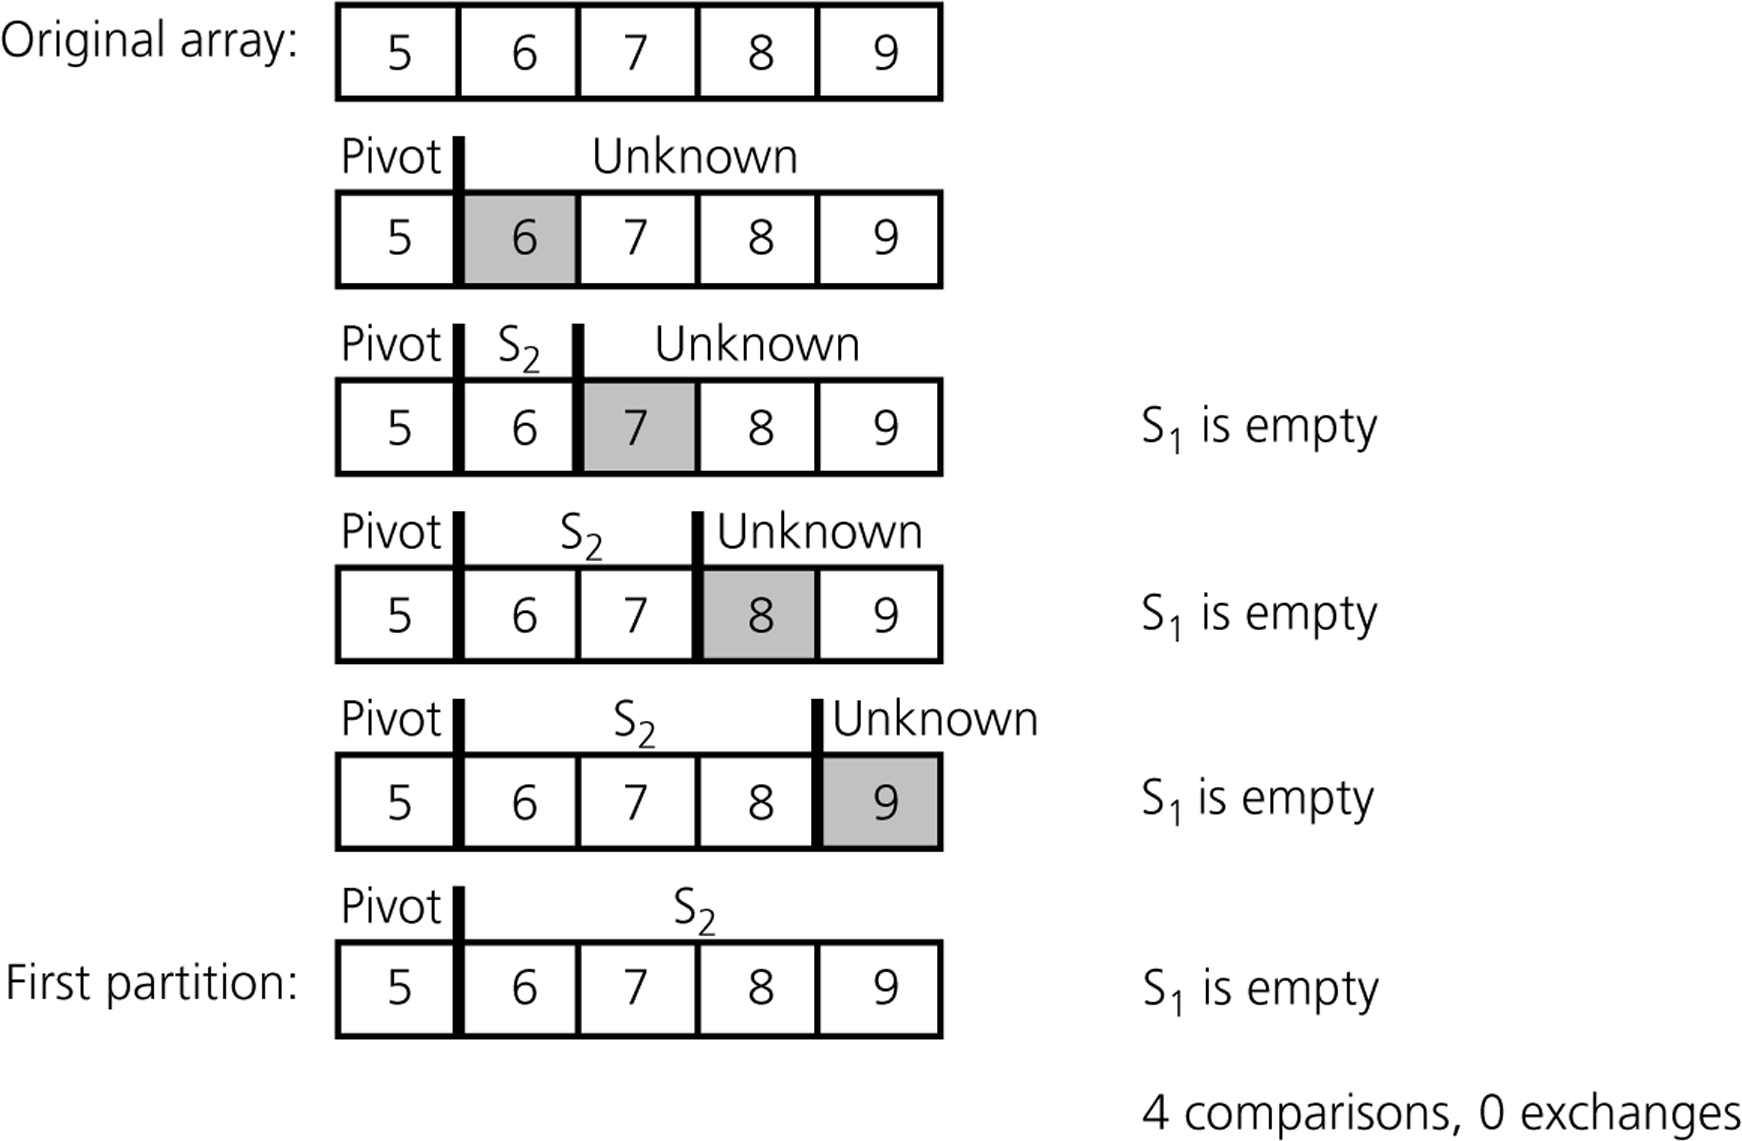 Original array: 5 6 7 8 9
Pivot Unknown
5 6 7 8 9
Pivot S₂ Unknown
5 6 7 8 9 S₁ is empty
Pivot S₂ Unknown
5 6 7 8 9 S₁ is empty
Pivot S₂ Unknown
5 6 7 8 9 S₁ is empty
Pivot S₂
First partition: 5 6 7 8 9 S₁ is empty
4 comparisons, 0 exchanges